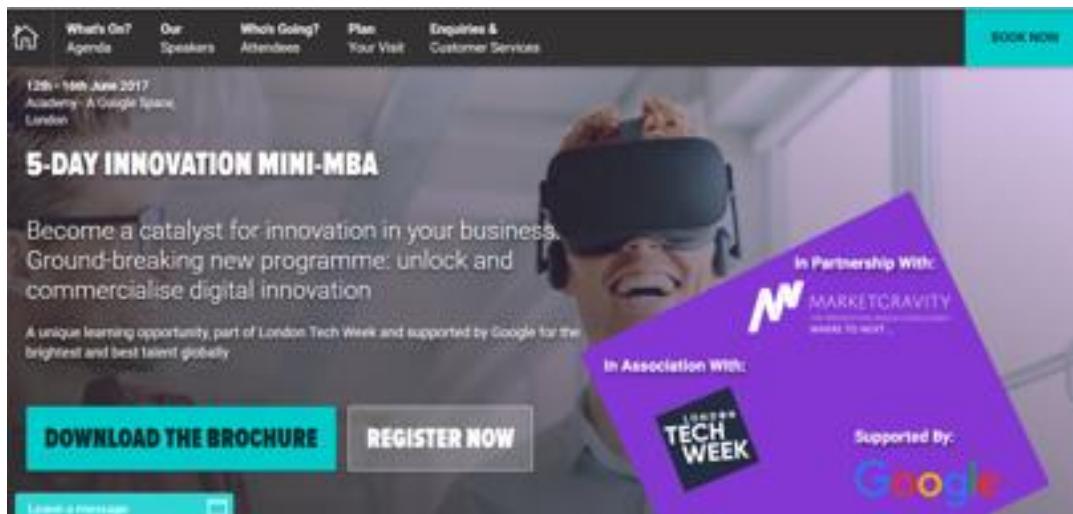 What's On?
Agenda
Our
Speakers
Who's Going?
Attendees
Plan
Your Visit
Enquiries &
Customer Services
BOOK NOW
12th - 16th June 2017
Academy - A Google Space,
London
5-DAY INNOVATION MINI-MBA
Become a catalyst for innovation in your business.
Ground-breaking new programme: unlock and
commercialise digital innovation
A unique learning opportunity, part of London Tech Week and supported by Google for the
brightest and best talent globally
DOWNLOAD THE BROCHURE
REGISTER NOW
Leave a message
In Partnership With:
MARKETGRAVITY
WHERE TO NEXT...
In Association With:
LONDON
TECH
WEEK
Supported By:
Google